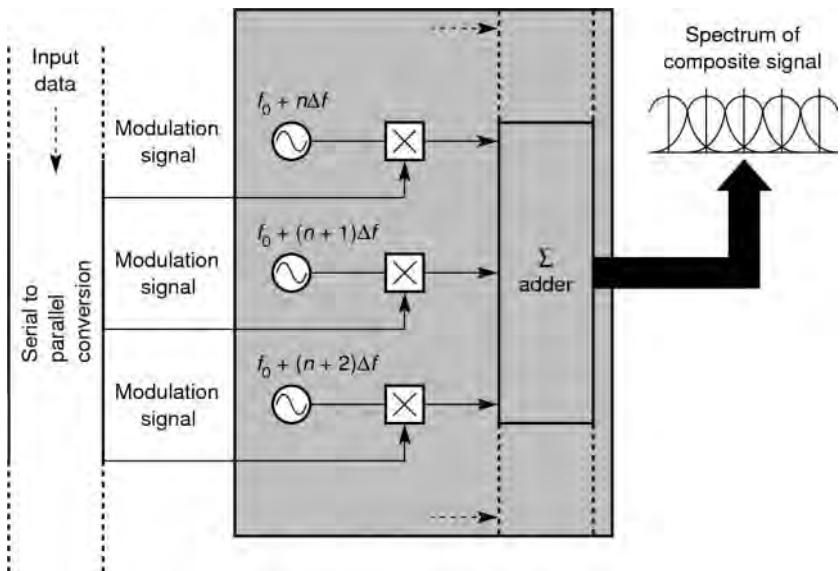 Input
data
Spectrum of
composite signal
f0 + nΔf
Modulation
signal
f0 + (n + 1)Δf
Modulation
signal
Σ
adder
Serial to
parallel
conversion
f0 + (n + 2)Δf
Modulation
signal